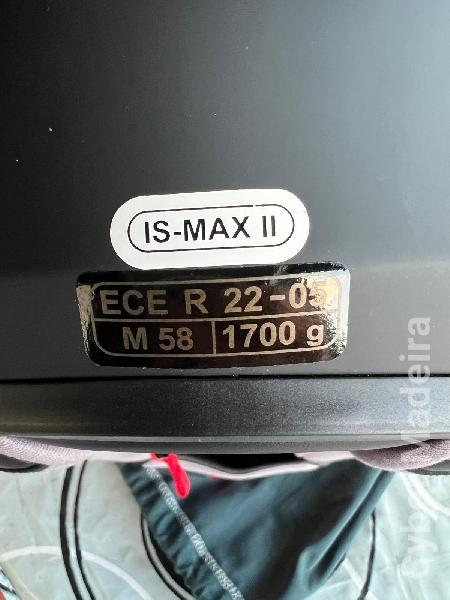 IS-MAX II
ECE R 22-05
M 58 1700 g